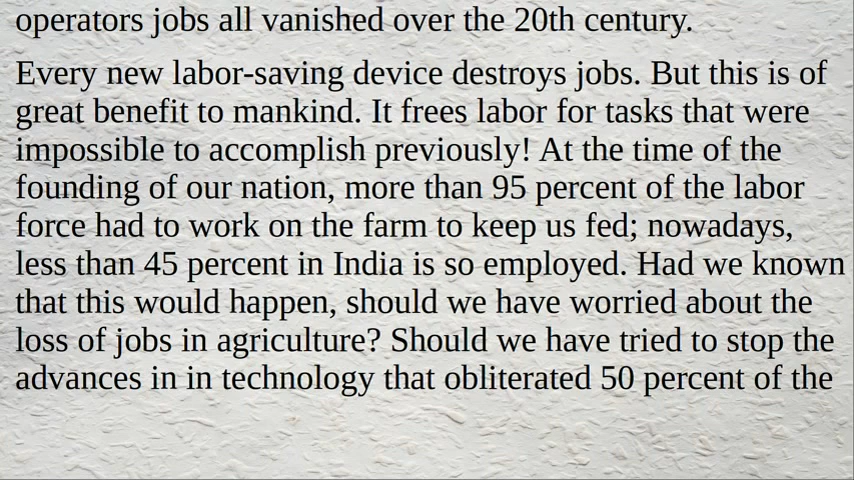 operators jobs all vanished over the 20th century.
Every new labor-saving device destroys jobs. But this is of
great benefit to mankind. It frees labor for tasks that were
impossible to accomplish previously! At the time of the
founding of our nation, more than 95 percent of the labor
force had to work on the farm to keep us fed; nowadays,
less than 45 percent in India is so employed. Had we known
that this would happen, should we have worried about the
loss of jobs in agriculture? Should we have tried to stop the
advances in in technology that obliterated 50 percent of the